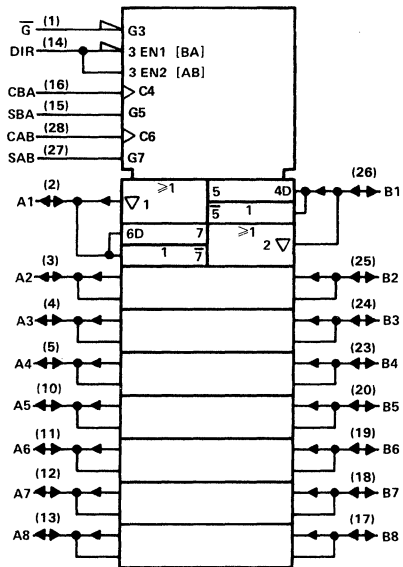 G̅ (1) G3
DIR (14) 3 EN1 [BA]
3 EN2 [AB]
CBA (16) C4
SBA (15) G5
CAB (28) C6
SAB (27) G7
A1 (2) ▽ 1 ≥1 5 4D (26) B1
5̅ 1
6D 7 ≥1 2 ▽
1 7̅
A2 (3) (25) B2
A3 (4) (24) B3
A4 (5) (23) B4
A5 (10) (20) B5
A6 (11) (19) B6
A7 (12) (18) B7
A8 (13) (17) B8